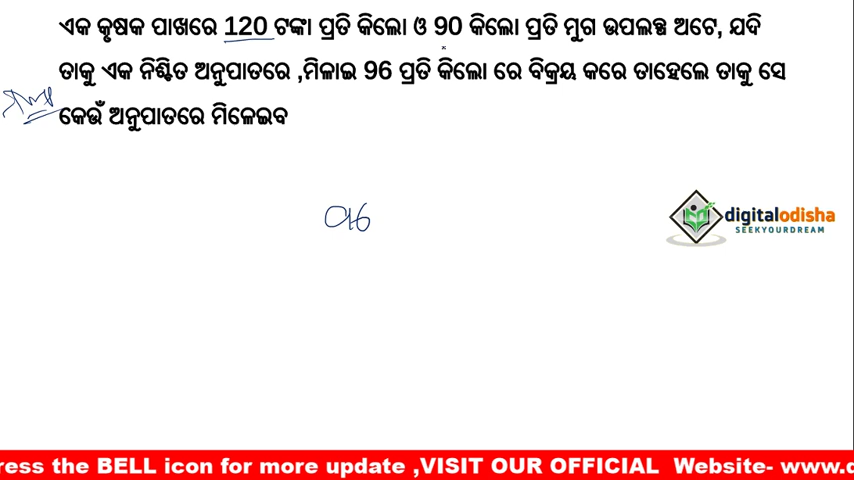 ଏକ କୃଷକ ପାଖରେ 120 ଟଙ୍କା ପ୍ରତି କିଲୋ ଓ 90 କିଲୋ ପ୍ରତି ମୁଗ ଉପଲବ୍ଧ ଅଟେ, ଯଦି
ତାକୁ ଏକ ନିଶ୍ଚିତ ଅନୁପାତରେ ,ମିଳାଇ 96 ପ୍ରତି କିଲୋ ରେ ବିକ୍ରୟ କରେ ତାହେଲେ ତାକୁ ସେ
କେଉଁ ଅନୁପାତରେ ମିଳେଇବ
96
digitalodisha
SEEKYOURDREAM
ress the BELL icon for more update ,VISIT OUR OFFICIAL Website- www.d